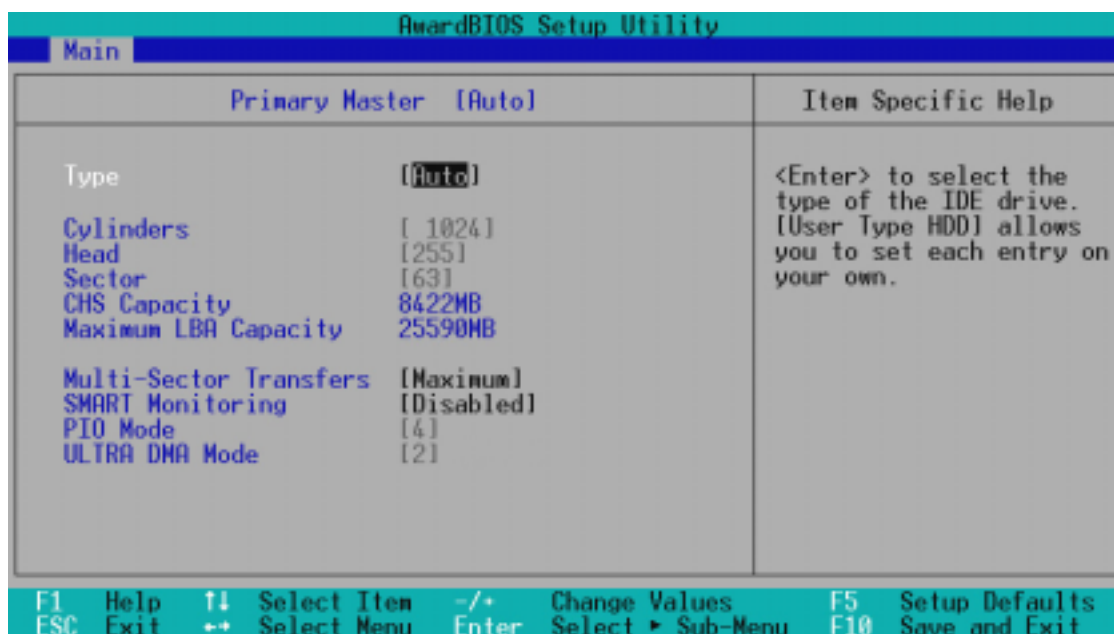 AwardBIOS Setup Utility
Main
Primary Master [Auto]
Item Specific Help
Type [Auto]
Cylinders [ 1024]
Head [255]
Sector [63]
CHS Capacity 8422MB
Maximum LBA Capacity 25590MB
Multi-Sector Transfers [Maximum]
SMART Monitoring [Disabled]
PIO Mode [4]
ULTRA DMA Mode [2]
<Enter> to select the
type of the IDE drive.
[User Type HDD] allows
you to set each entry on
your own.
F1 Help ↑↓ Select Item -/+ Change Values F5 Setup Defaults
ESC Exit ←→ Select Menu Enter Select ► Sub-Menu F10 Save and Exit